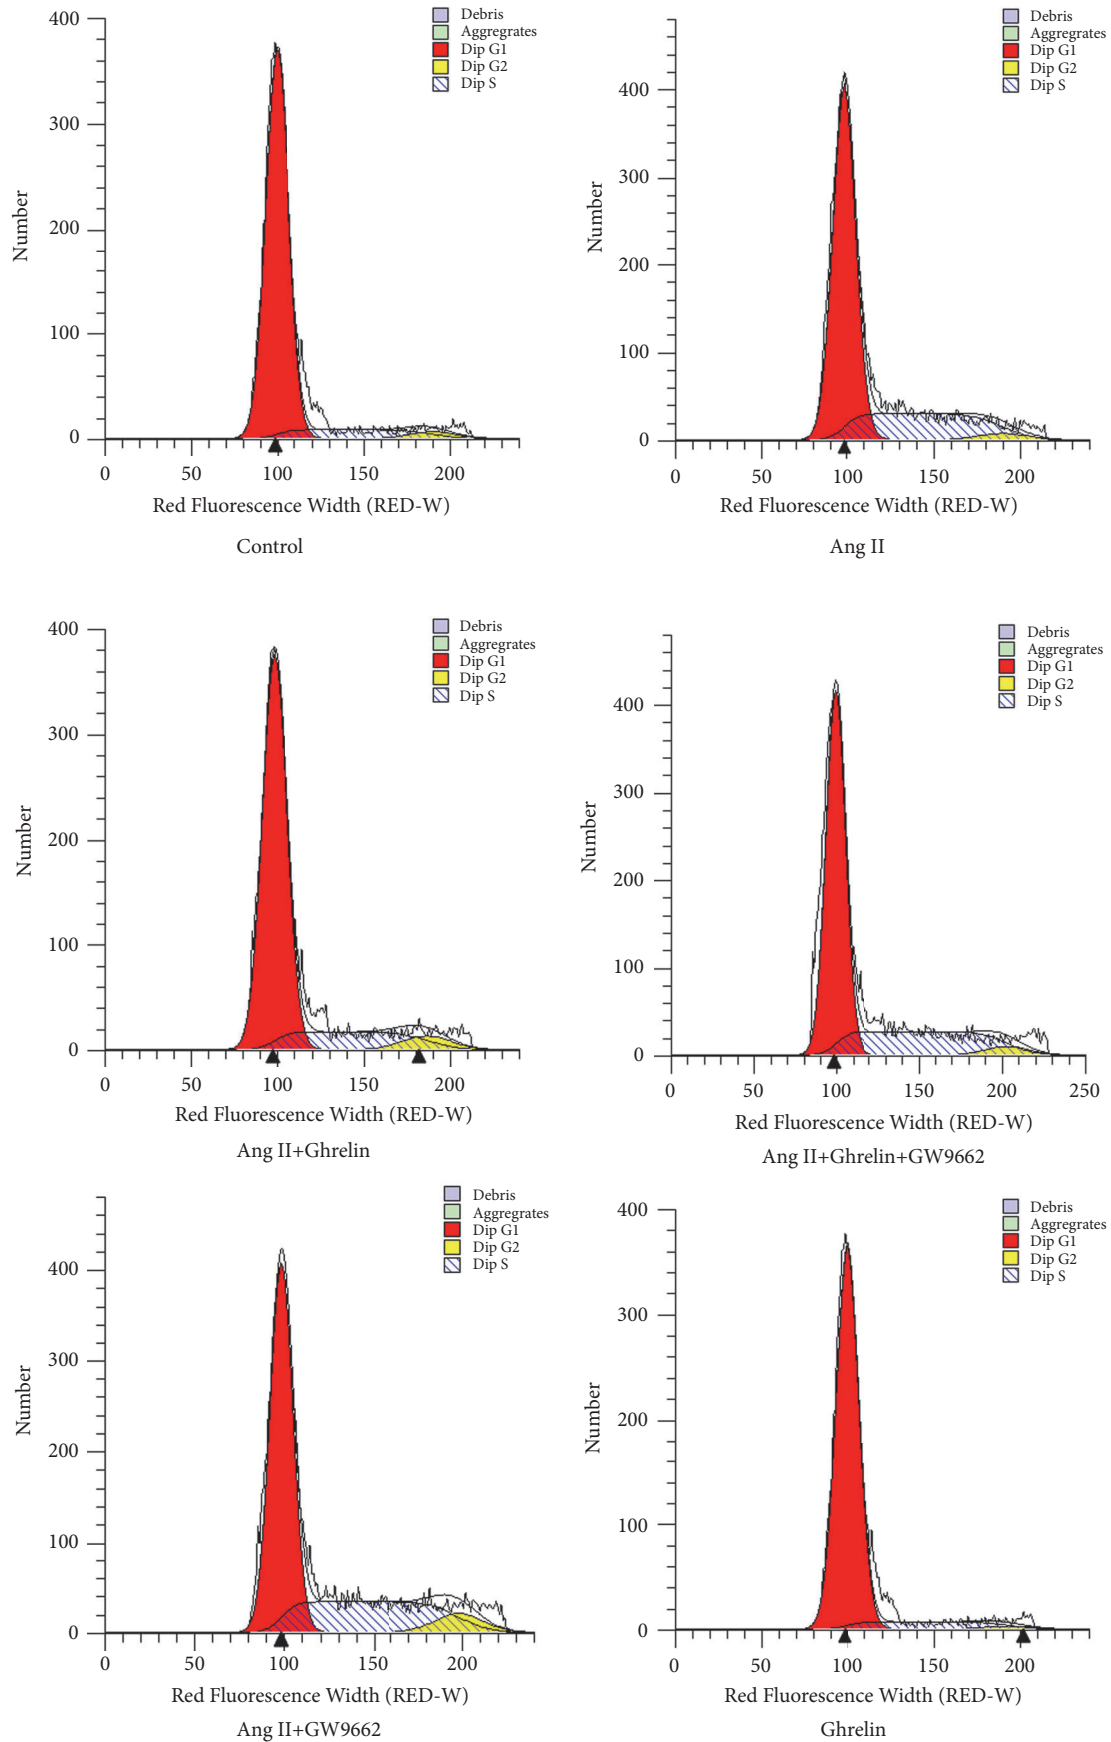 Debris
Aggregrates
Dip G1
Dip G2
Dip S
400
300
200
100
0
Number
0 50 100 150 200
Red Fluorescence Width (RED-W)
Control
Debris
Aggregrates
Dip G1
Dip G2
Dip S
400
300
200
100
0
Number
0 50 100 150 200
Red Fluorescence Width (RED-W)
Ang II
Debris
Aggregrates
Dip G1
Dip G2
Dip S
400
300
200
100
0
Number
0 50 100 150 200
Red Fluorescence Width (RED-W)
Ang II+Ghrelin
Debris
Aggregrates
Dip G1
Dip G2
Dip S
400
300
200
100
0
Number
0 50 100 150 200 250
Red Fluorescence Width (RED-W)
Ang II+Ghrelin+GW9662
Debris
Aggregrates
Dip G1
Dip G2
Dip S
400
300
200
100
0
Number
0 50 100 150 200
Red Fluorescence Width (RED-W)
Ang II+GW9662
Debris
Aggregrates
Dip G1
Dip G2
Dip S
400
300
200
100
0
Number
0 50 100 150 200
Red Fluorescence Width (RED-W)
Ghrelin